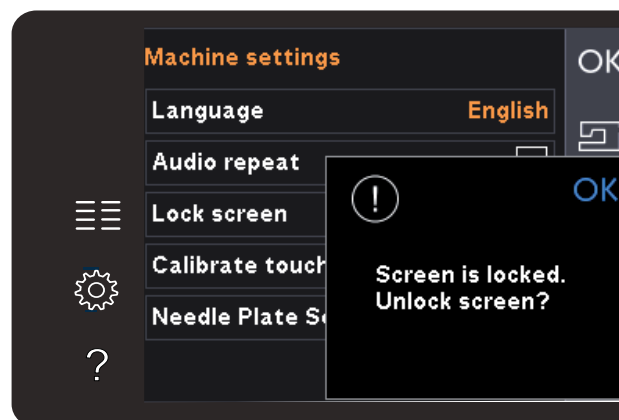 Machine settings
OK
Language English
Audio repeat
Lock screen
OK
Calibrate touch
Screen is locked.
Unlock screen?
Needle Plate
?